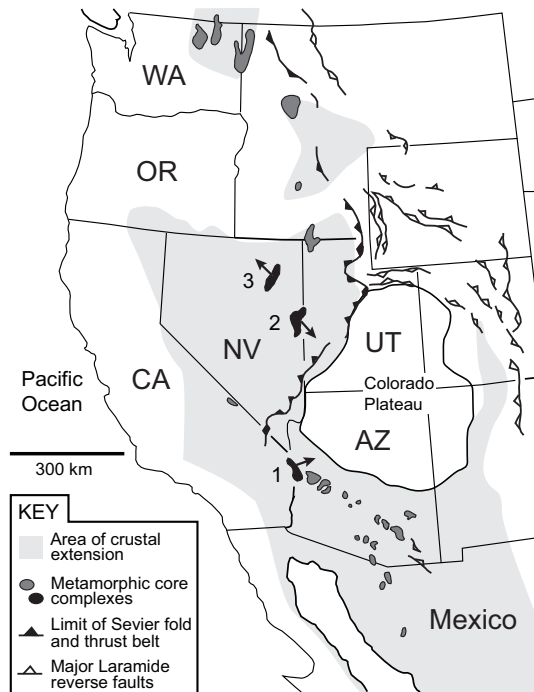 WA
OR
3
2
NV
UT
CA
Colorado
Plateau
Pacific
Ocean
AZ
300 km
1
KEY
Area of crustal
extension
Metamorphic core
complexes
Limit of Sevier fold
and thrust belt
Major Laramide
reverse faults
Mexico